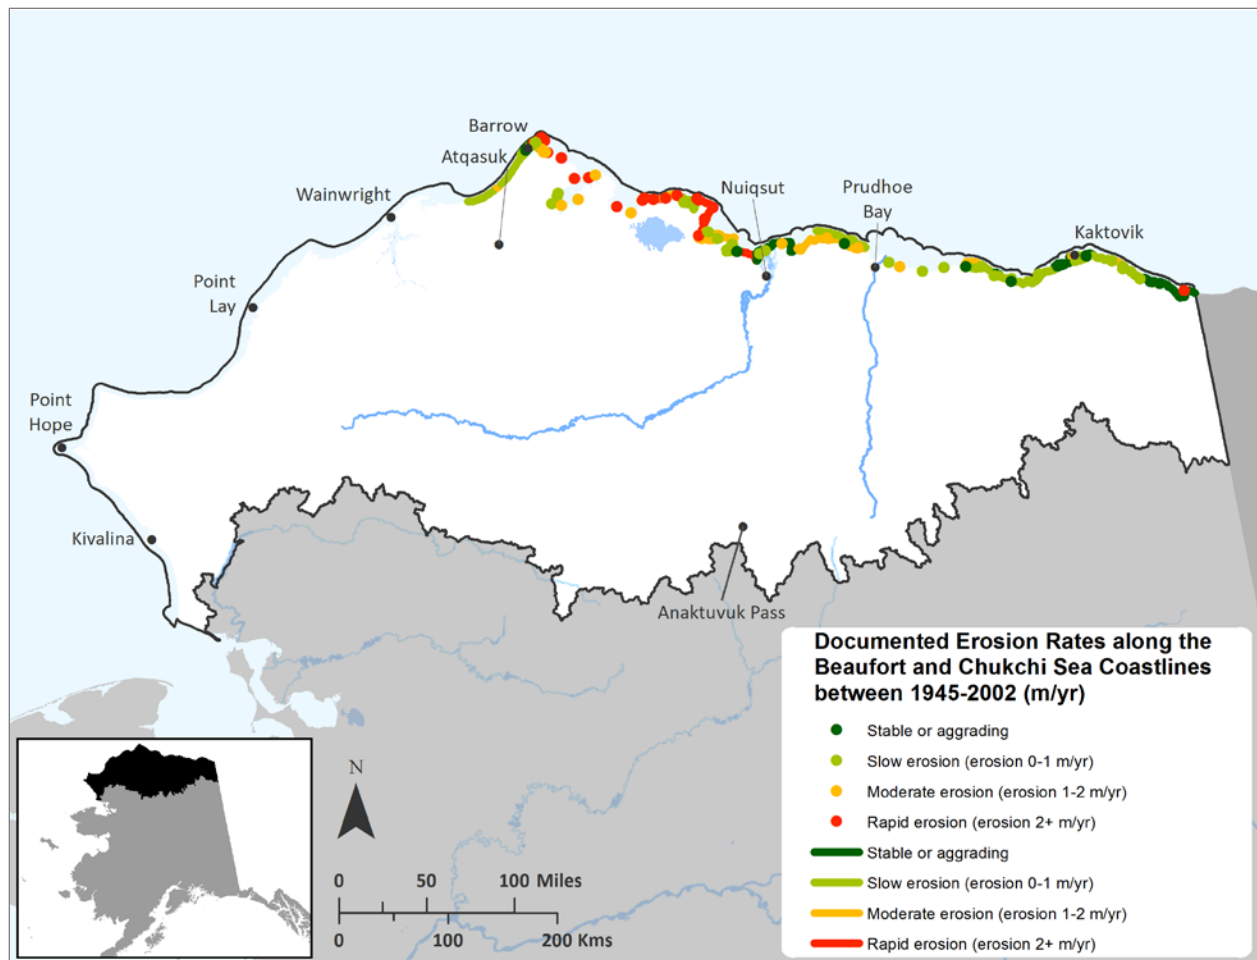 Barrow
Atqasuk
Wainwright
Nuiqsut
Prudhoe
Bay
Kaktovik
Point
Lay
Point
Hope
Kivalina
Anaktuvuk Pass
Documented Erosion Rates along the
Beaufort and Chukchi Sea Coastlines
between 1945-2002 (m/yr)
Stable or aggrading
Slow erosion (erosion 0-1 m/yr)
Moderate erosion (erosion 1-2 m/yr)
Rapid erosion (erosion 2+ m/yr)
Stable or aggrading
Slow erosion (erosion 0-1 m/yr)
Moderate erosion (erosion 1-2 m/yr)
Rapid erosion (erosion 2+ m/yr)
N
0 50 100 Miles
0 100 200 Kms